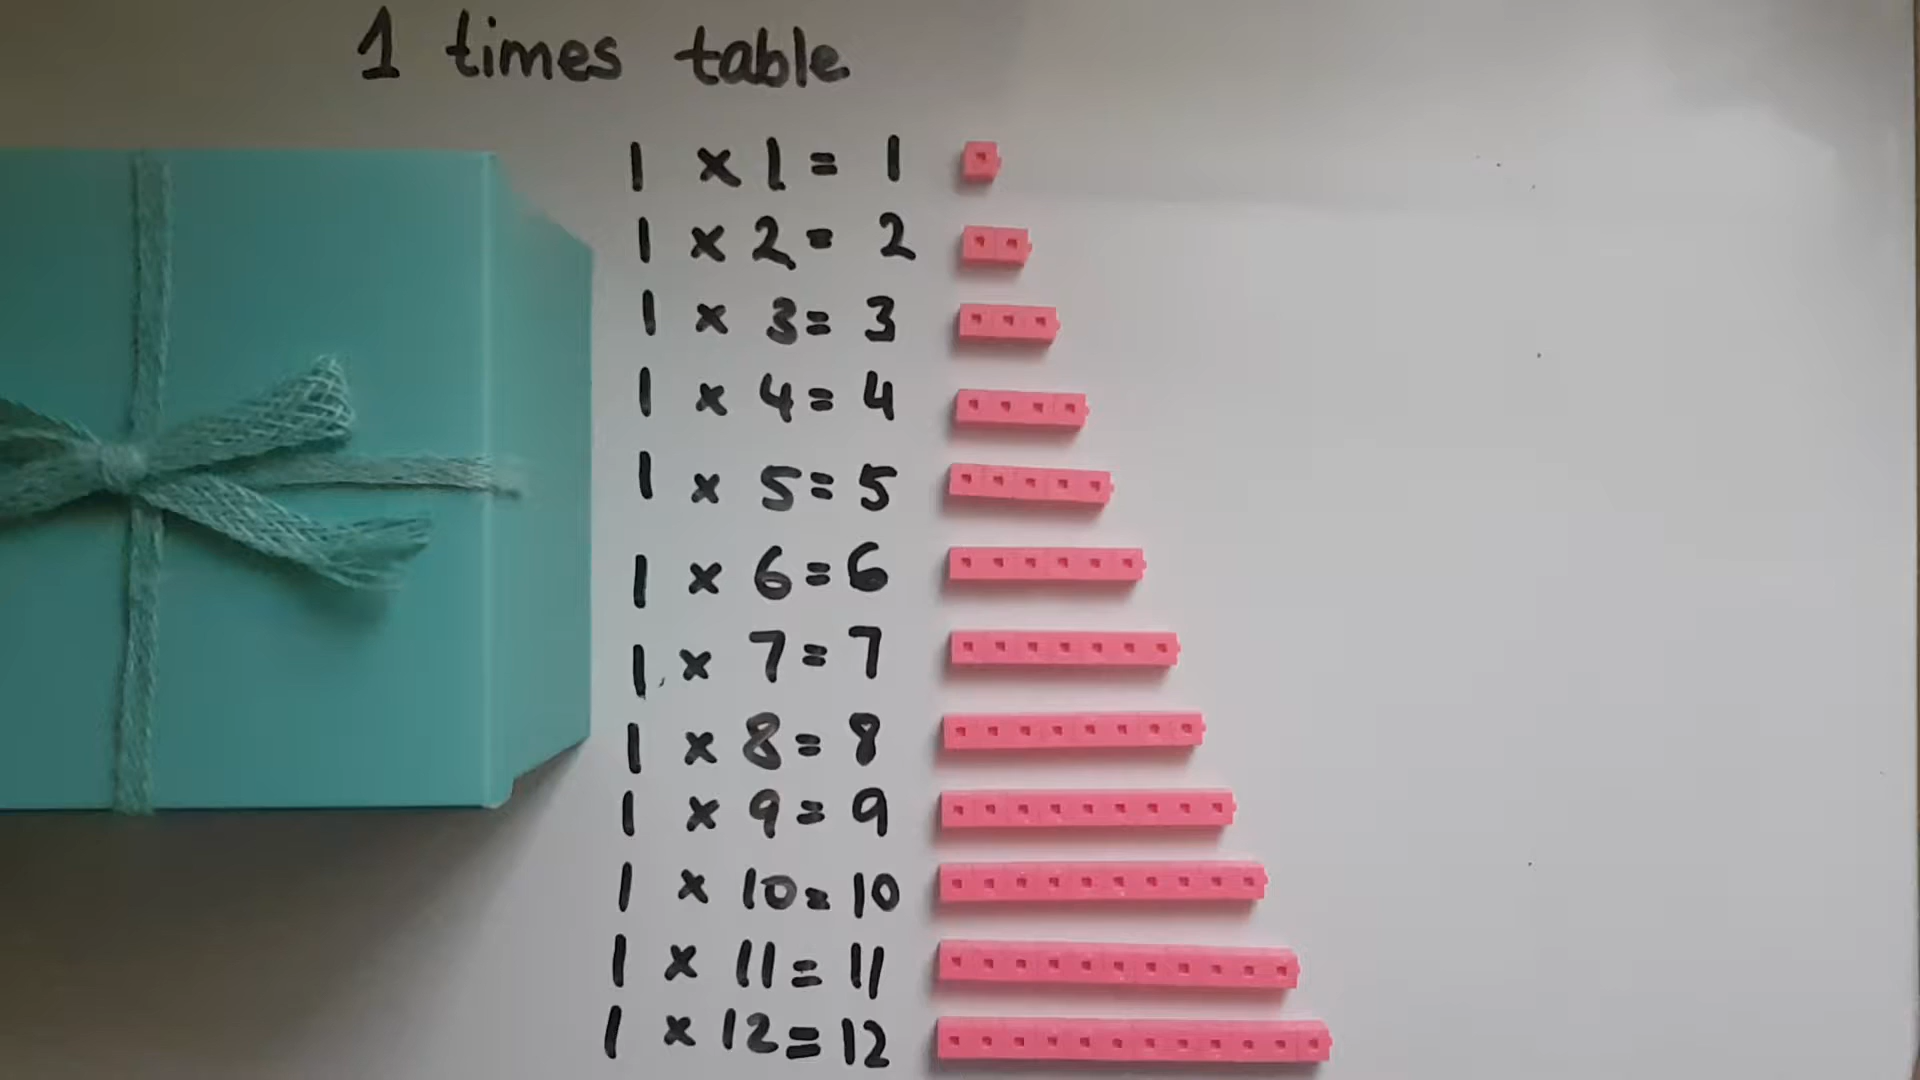 1 times table
1 x 1 = 1
1 x 2 = 2
1 x 3 = 3
1 x 4 = 4
1 x 5 = 5
1 x 6 = 6
1 x 7 = 7
1 x 8 = 8
1 x 9 = 9
1 x 10 = 10
1 x 11 = 11
1 x 12 = 12